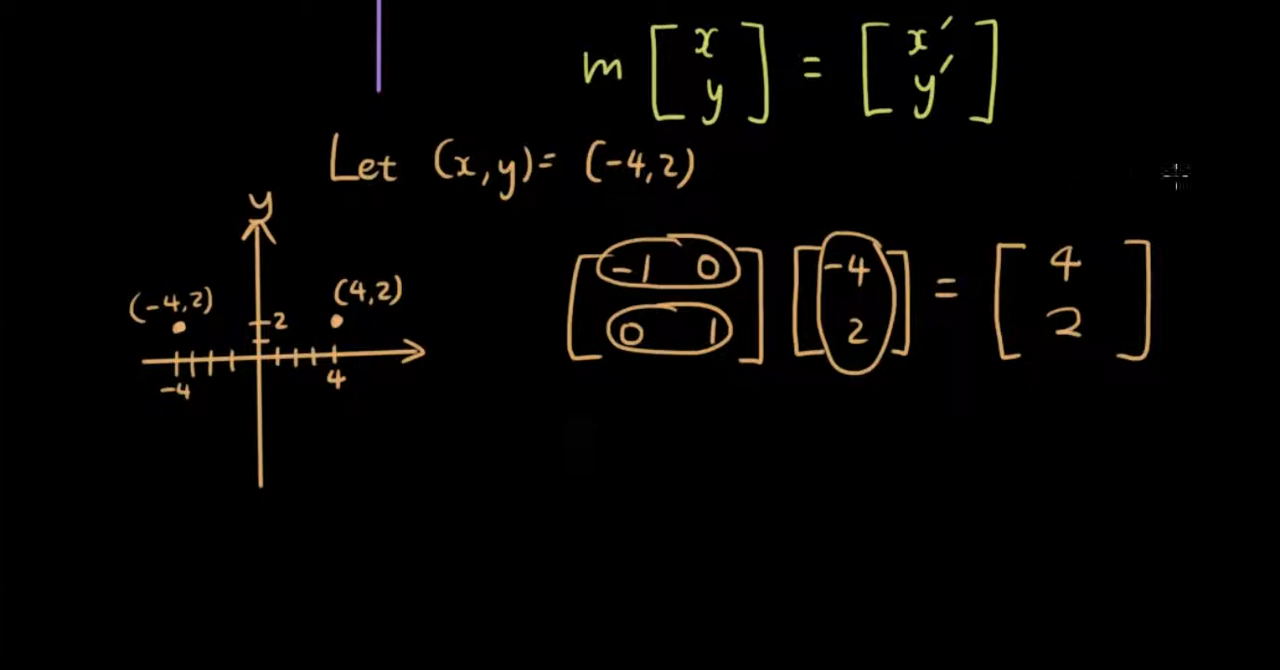 m [ x y ] = [ x′ y′ ]
Let (x,y)= (-4,2)
y
(-4,2)
(4,2)
2
-4
4
[ -1 0 ] [ -4 ] = [ 4 ]
[ 0 1 ] [ 2 ] [ 2 ]